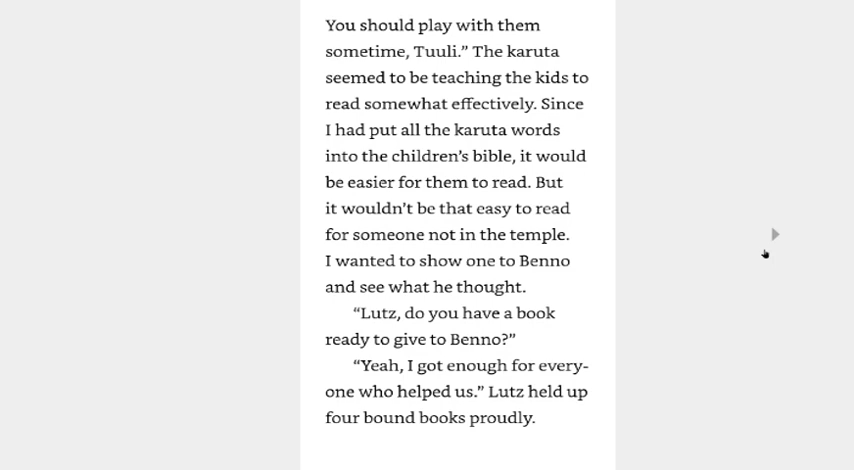 You should play with them
sometime, Tuuli.” The karuta
seemed to be teaching the kids to
read somewhat effectively. Since
I had put all the karuta words
into the children’s bible, it would
be easier for them to read. But
it wouldn’t be that easy to read
for someone not in the temple.
I wanted to show one to Benno
and see what he thought.
“Lutz, do you have a book
ready to give to Benno?”
“Yeah, I got enough for every-
one who helped us.” Lutz held up
four bound books proudly.